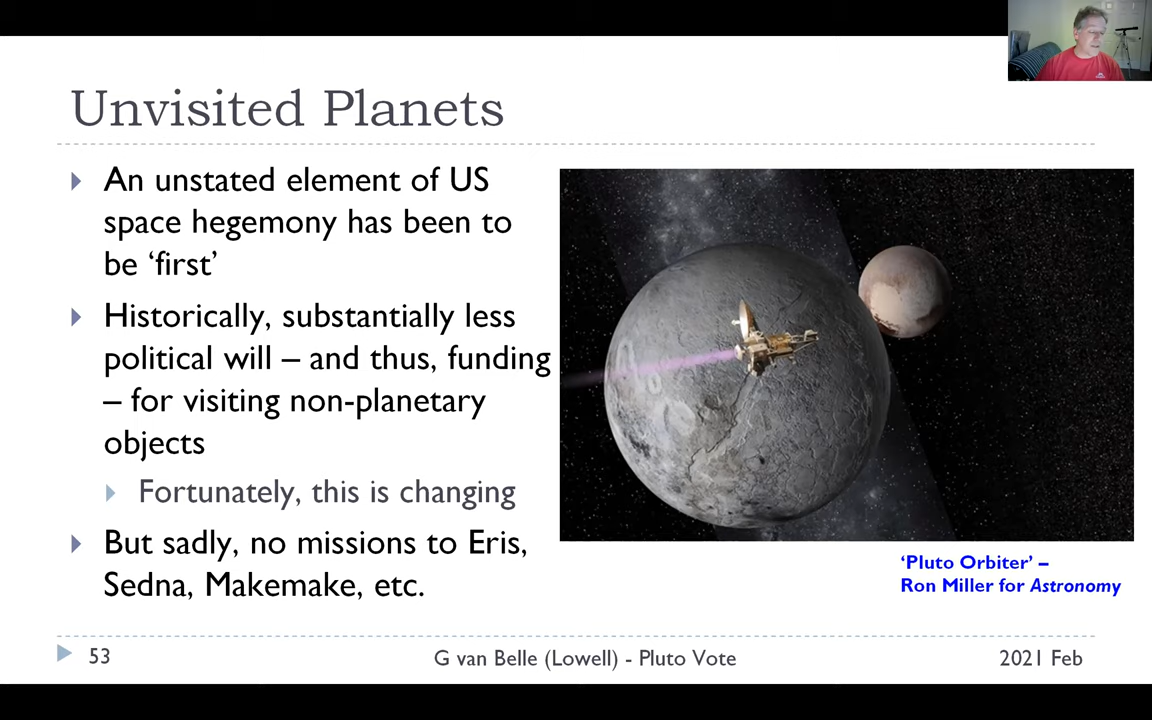 Unvisited Planets
An unstated element of US
space hegemony has been to
be ‘first’
Historically, substantially less
political will – and thus, funding
– for visiting non-planetary
objects
Fortunately, this is changing
But sadly, no missions to Eris,
Sedna, Makemake, etc.
‘Pluto Orbiter’ –
Ron Miller for Astronomy
53
G van Belle (Lowell) - Pluto Vote
2021 Feb